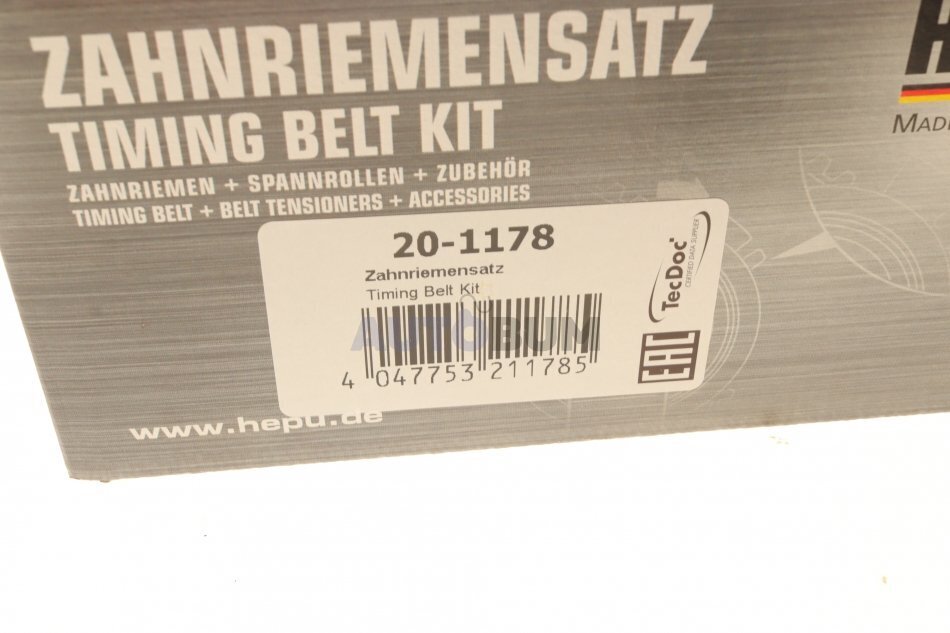 ZAHNRIEMENSATZ
TIMING BELT KIT
ZAHNRIEMEN + SPANNROLLEN + ZUBEHÖR
TIMING BELT + BELT TENSIONERS + ACCESSORIES
H
MADE
20-1178
Zahnriemensatz
Timing Belt Kit
AUTOBUM
4 047753 211785
TecDoc
CERTIFIED DATA SUPPLIER
EAC
www.hepu.de